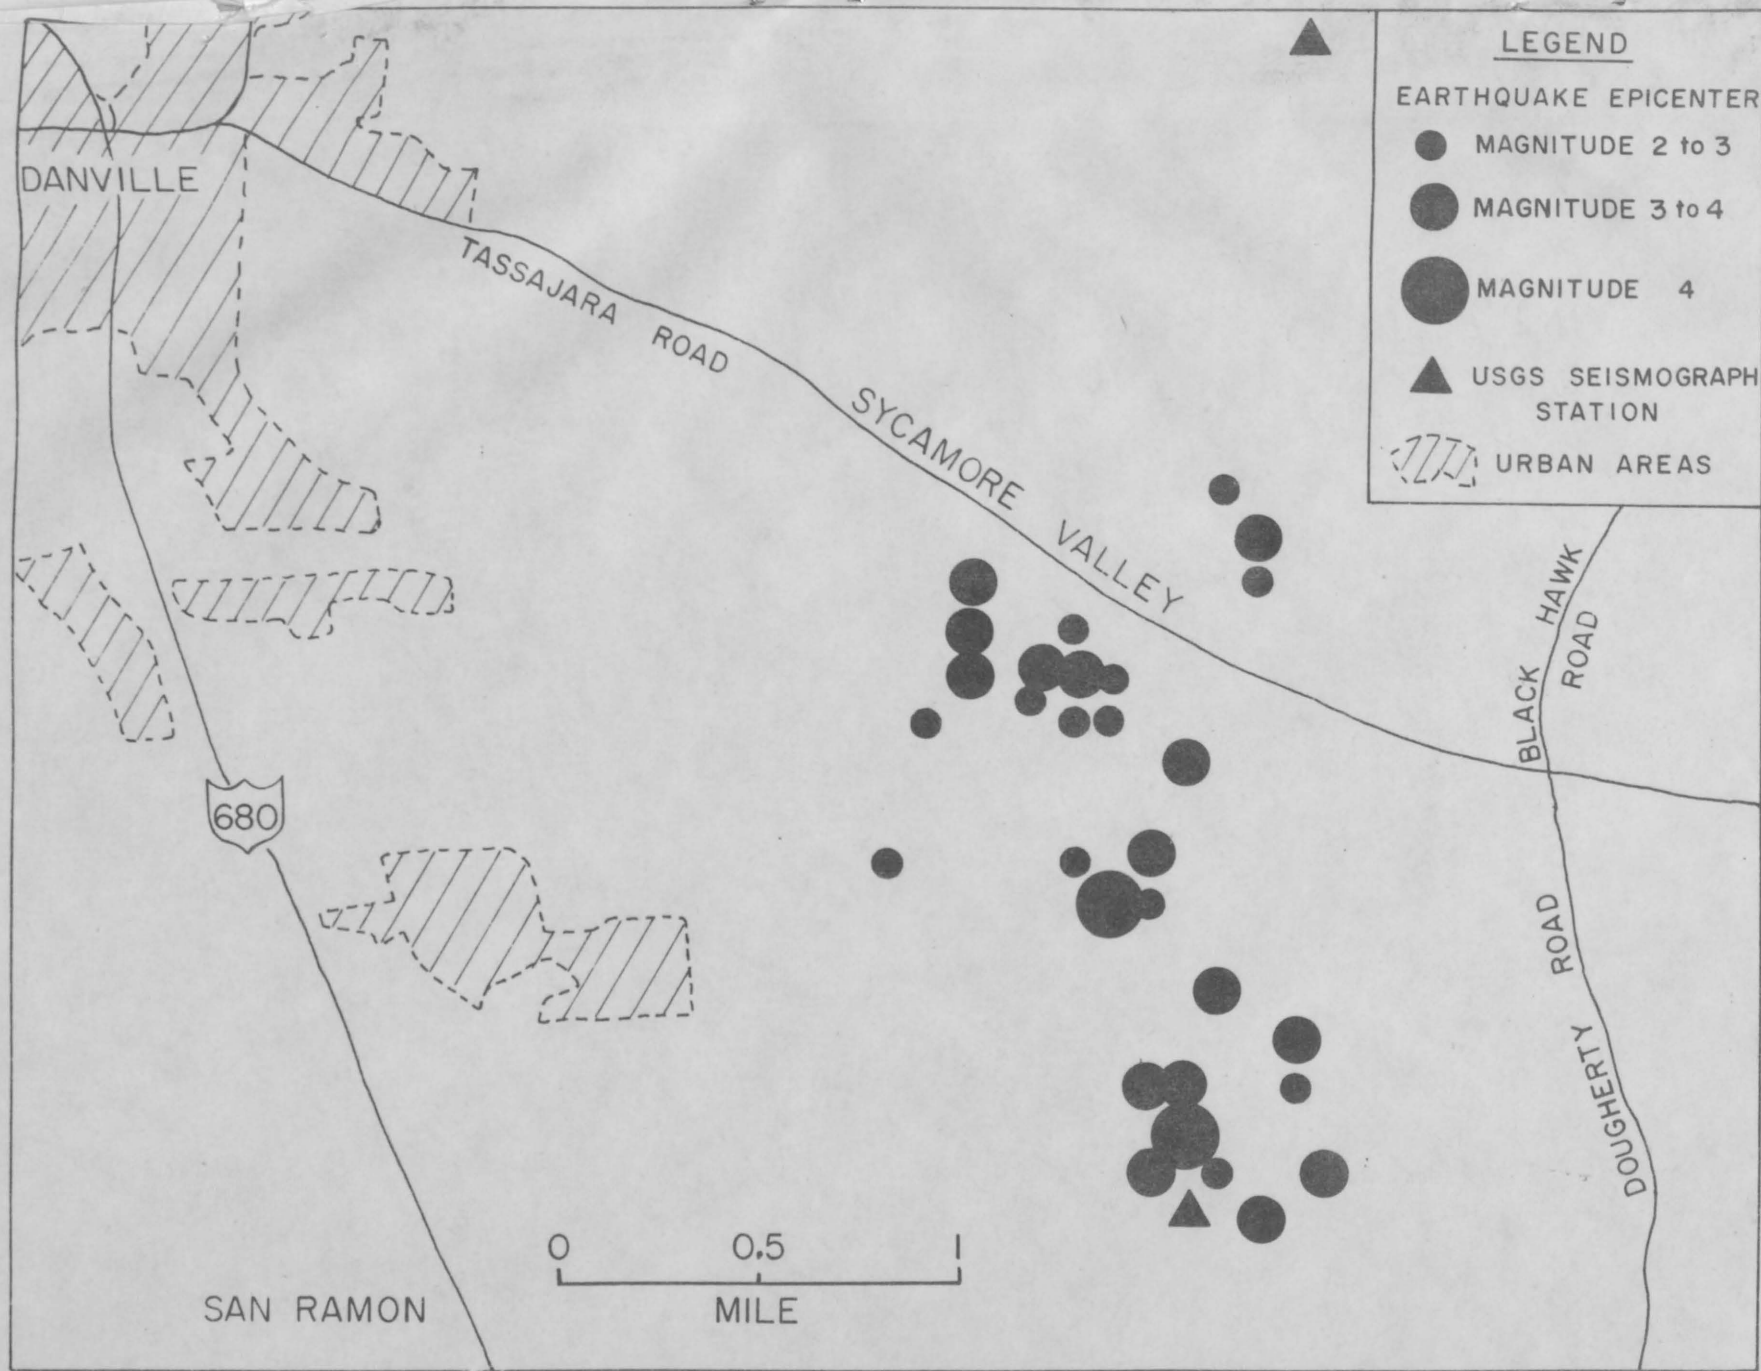 LEGEND
EARTHQUAKE EPICENTER
MAGNITUDE 2 to 3
MAGNITUDE 3 to 4
MAGNITUDE 4
USGS SEISMOGRAPH
STATION
URBAN AREAS
DANVILLE
TASSAJARA ROAD
SYCAMORE VALLEY
BLACK HAWK
ROAD
680
DOUGHERTY ROAD
0 0.5 1
MILE
SAN RAMON